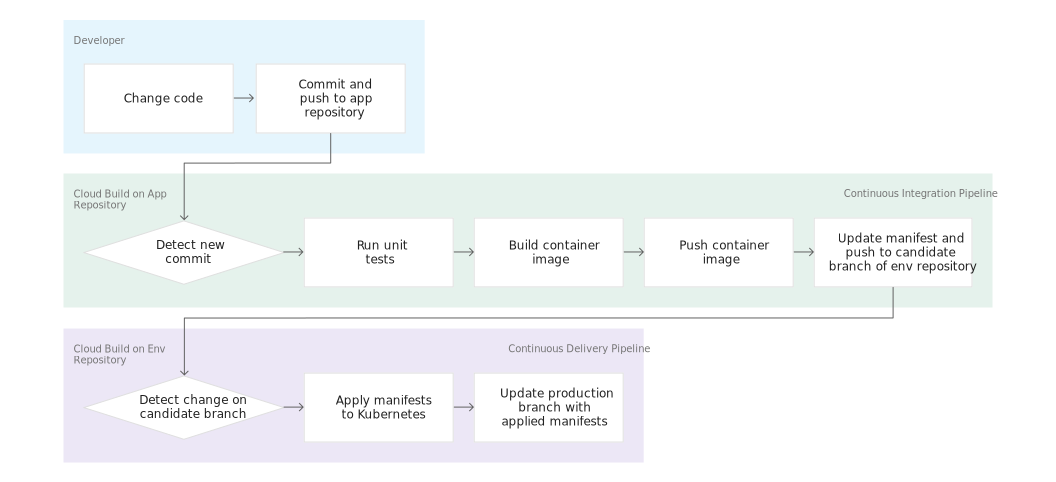 Developer
Change code
Commit and
push to app
repository
Cloud Build on App
Repository
Continuous Integration Pipeline
Detect new
commit
Run unit
tests
Build container
image
Push container
image
Update manifest and
push to candidate
branch of env repository
Cloud Build on Env
Repository
Continuous Delivery Pipeline
Detect change on
candidate branch
Apply manifests
to Kubernetes
Update production
branch with
applied manifests